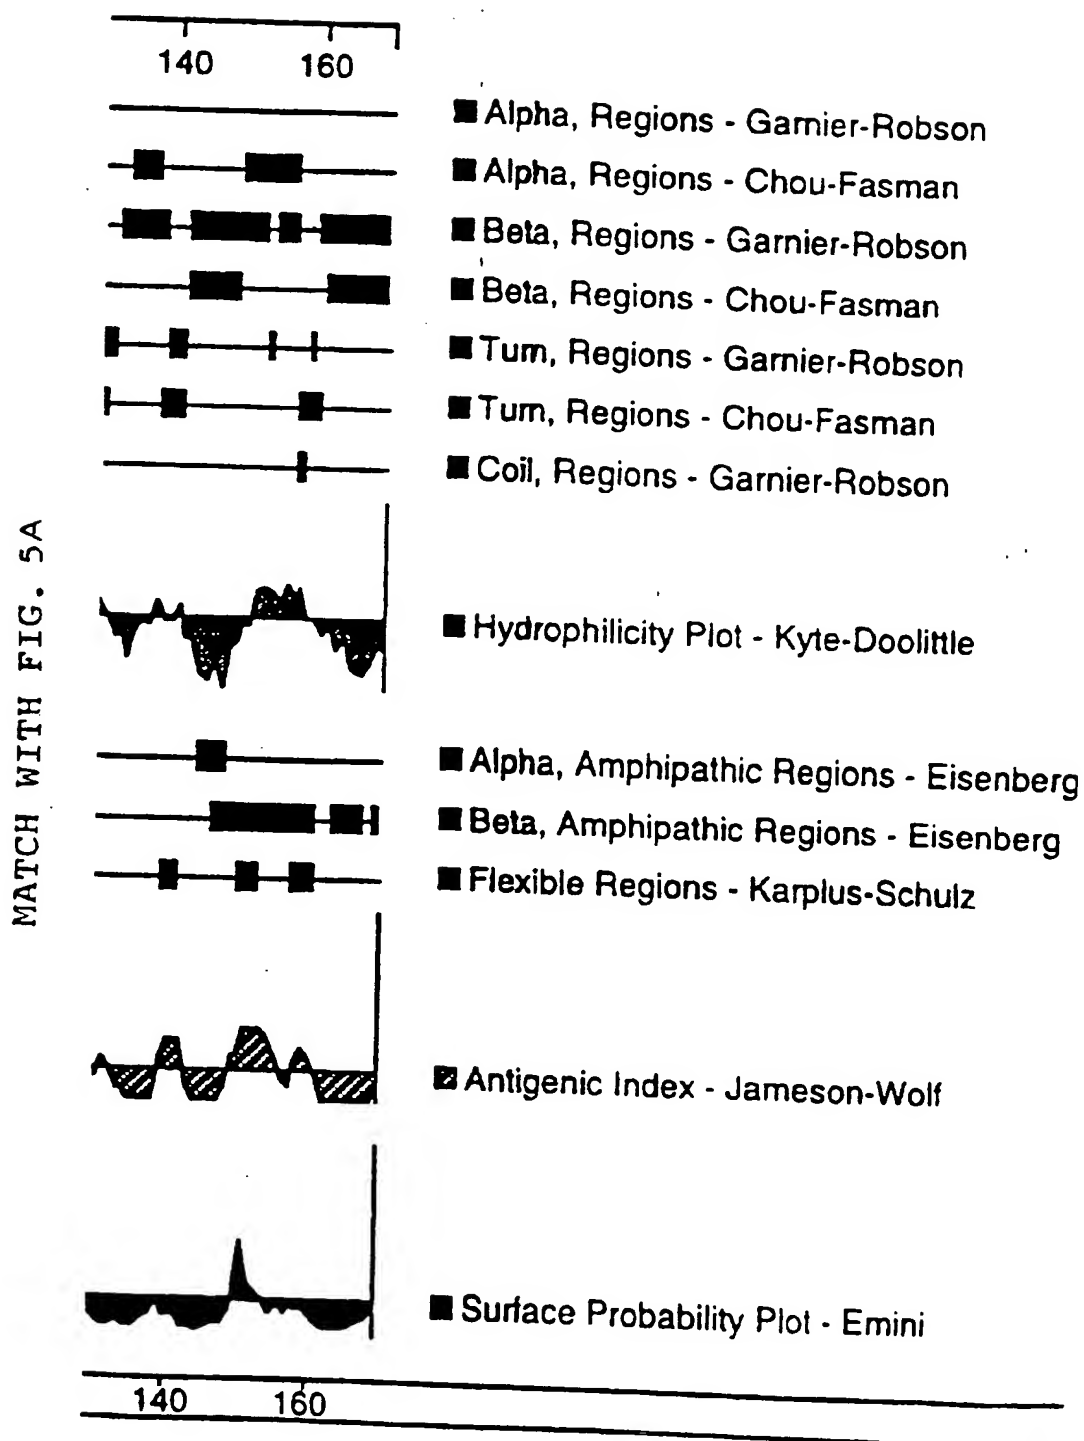 140 160
Alpha, Regions - Garnier-Robson
Alpha, Regions - Chou-Fasman
Beta, Regions - Garnier-Robson
Beta, Regions - Chou-Fasman
Turn, Regions - Garnier-Robson
Turn, Regions - Chou-Fasman
Coil, Regions - Garnier-Robson
MATCH WITH FIG. 5A
Hydrophilicity Plot - Kyte-Doolittle
Alpha, Amphipathic Regions - Eisenberg
Beta, Amphipathic Regions - Eisenberg
Flexible Regions - Karplus-Schulz
Antigenic Index - Jameson-Wolf
Surface Probability Plot - Emini
140 160